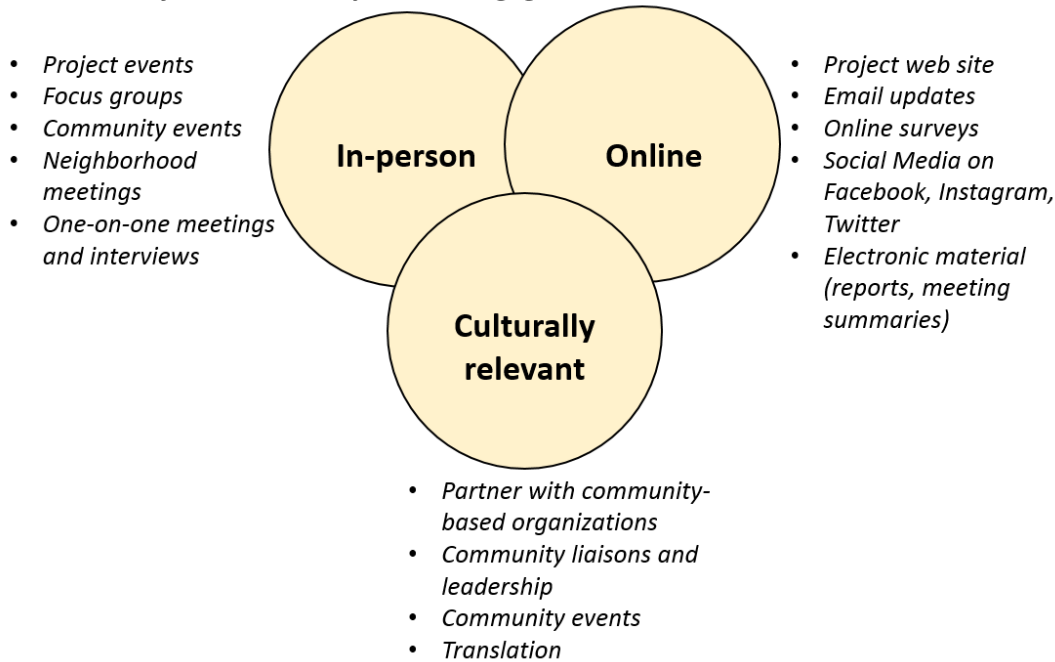 • Project events
• Focus groups
• Community events
• Neighborhood
meetings
• One-on-one meetings
and interviews
In-person
Online
• Project web site
• Email updates
• Online surveys
• Social Media on
Facebook, Instagram,
Twitter
• Electronic material
(reports, meeting
summaries)
Culturally
relevant
• Partner with community-
based organizations
• Community liaisons and
leadership
• Community events
• Translation